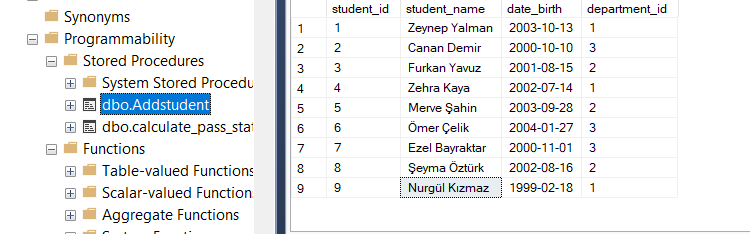 Synonyms
Programmability
Stored Procedures
System Stored Procedu
dbo.Addstudent
dbo.calculate_pass_stat
Functions
Table-valued Functions
Scalar-valued Functions
Aggregate Functions
student_id student_name date_birth department_id
1 1 Zeynep Yalman 2003-10-13 1
2 2 Canan Demir 2000-10-10 3
3 3 Furkan Yavuz 2001-08-15 2
4 4 Zehra Kaya 2002-07-14 1
5 5 Merve Şahin 2003-09-28 2
6 6 Ömer Çelik 2004-01-27 3
7 7 Ezel Bayraktar 2000-11-01 3
8 8 Şeyma Öztürk 2002-08-16 2
9 9 Nurgül Kızmaz 1999-02-18 1